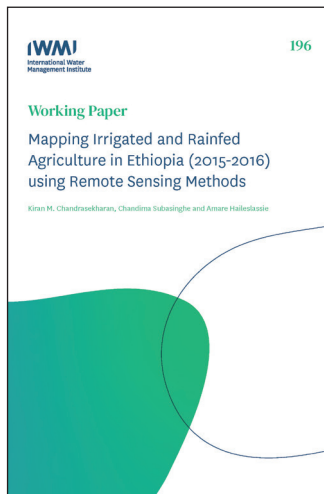 IWMI
International Water
Management Institute
196
Working Paper
Mapping Irrigated and Rainfed
Agriculture in Ethiopia (2015-2016)
using Remote Sensing Methods
Kiran M. Chandrasekharan, Chandima Subasinghe and Amare Haileslassie